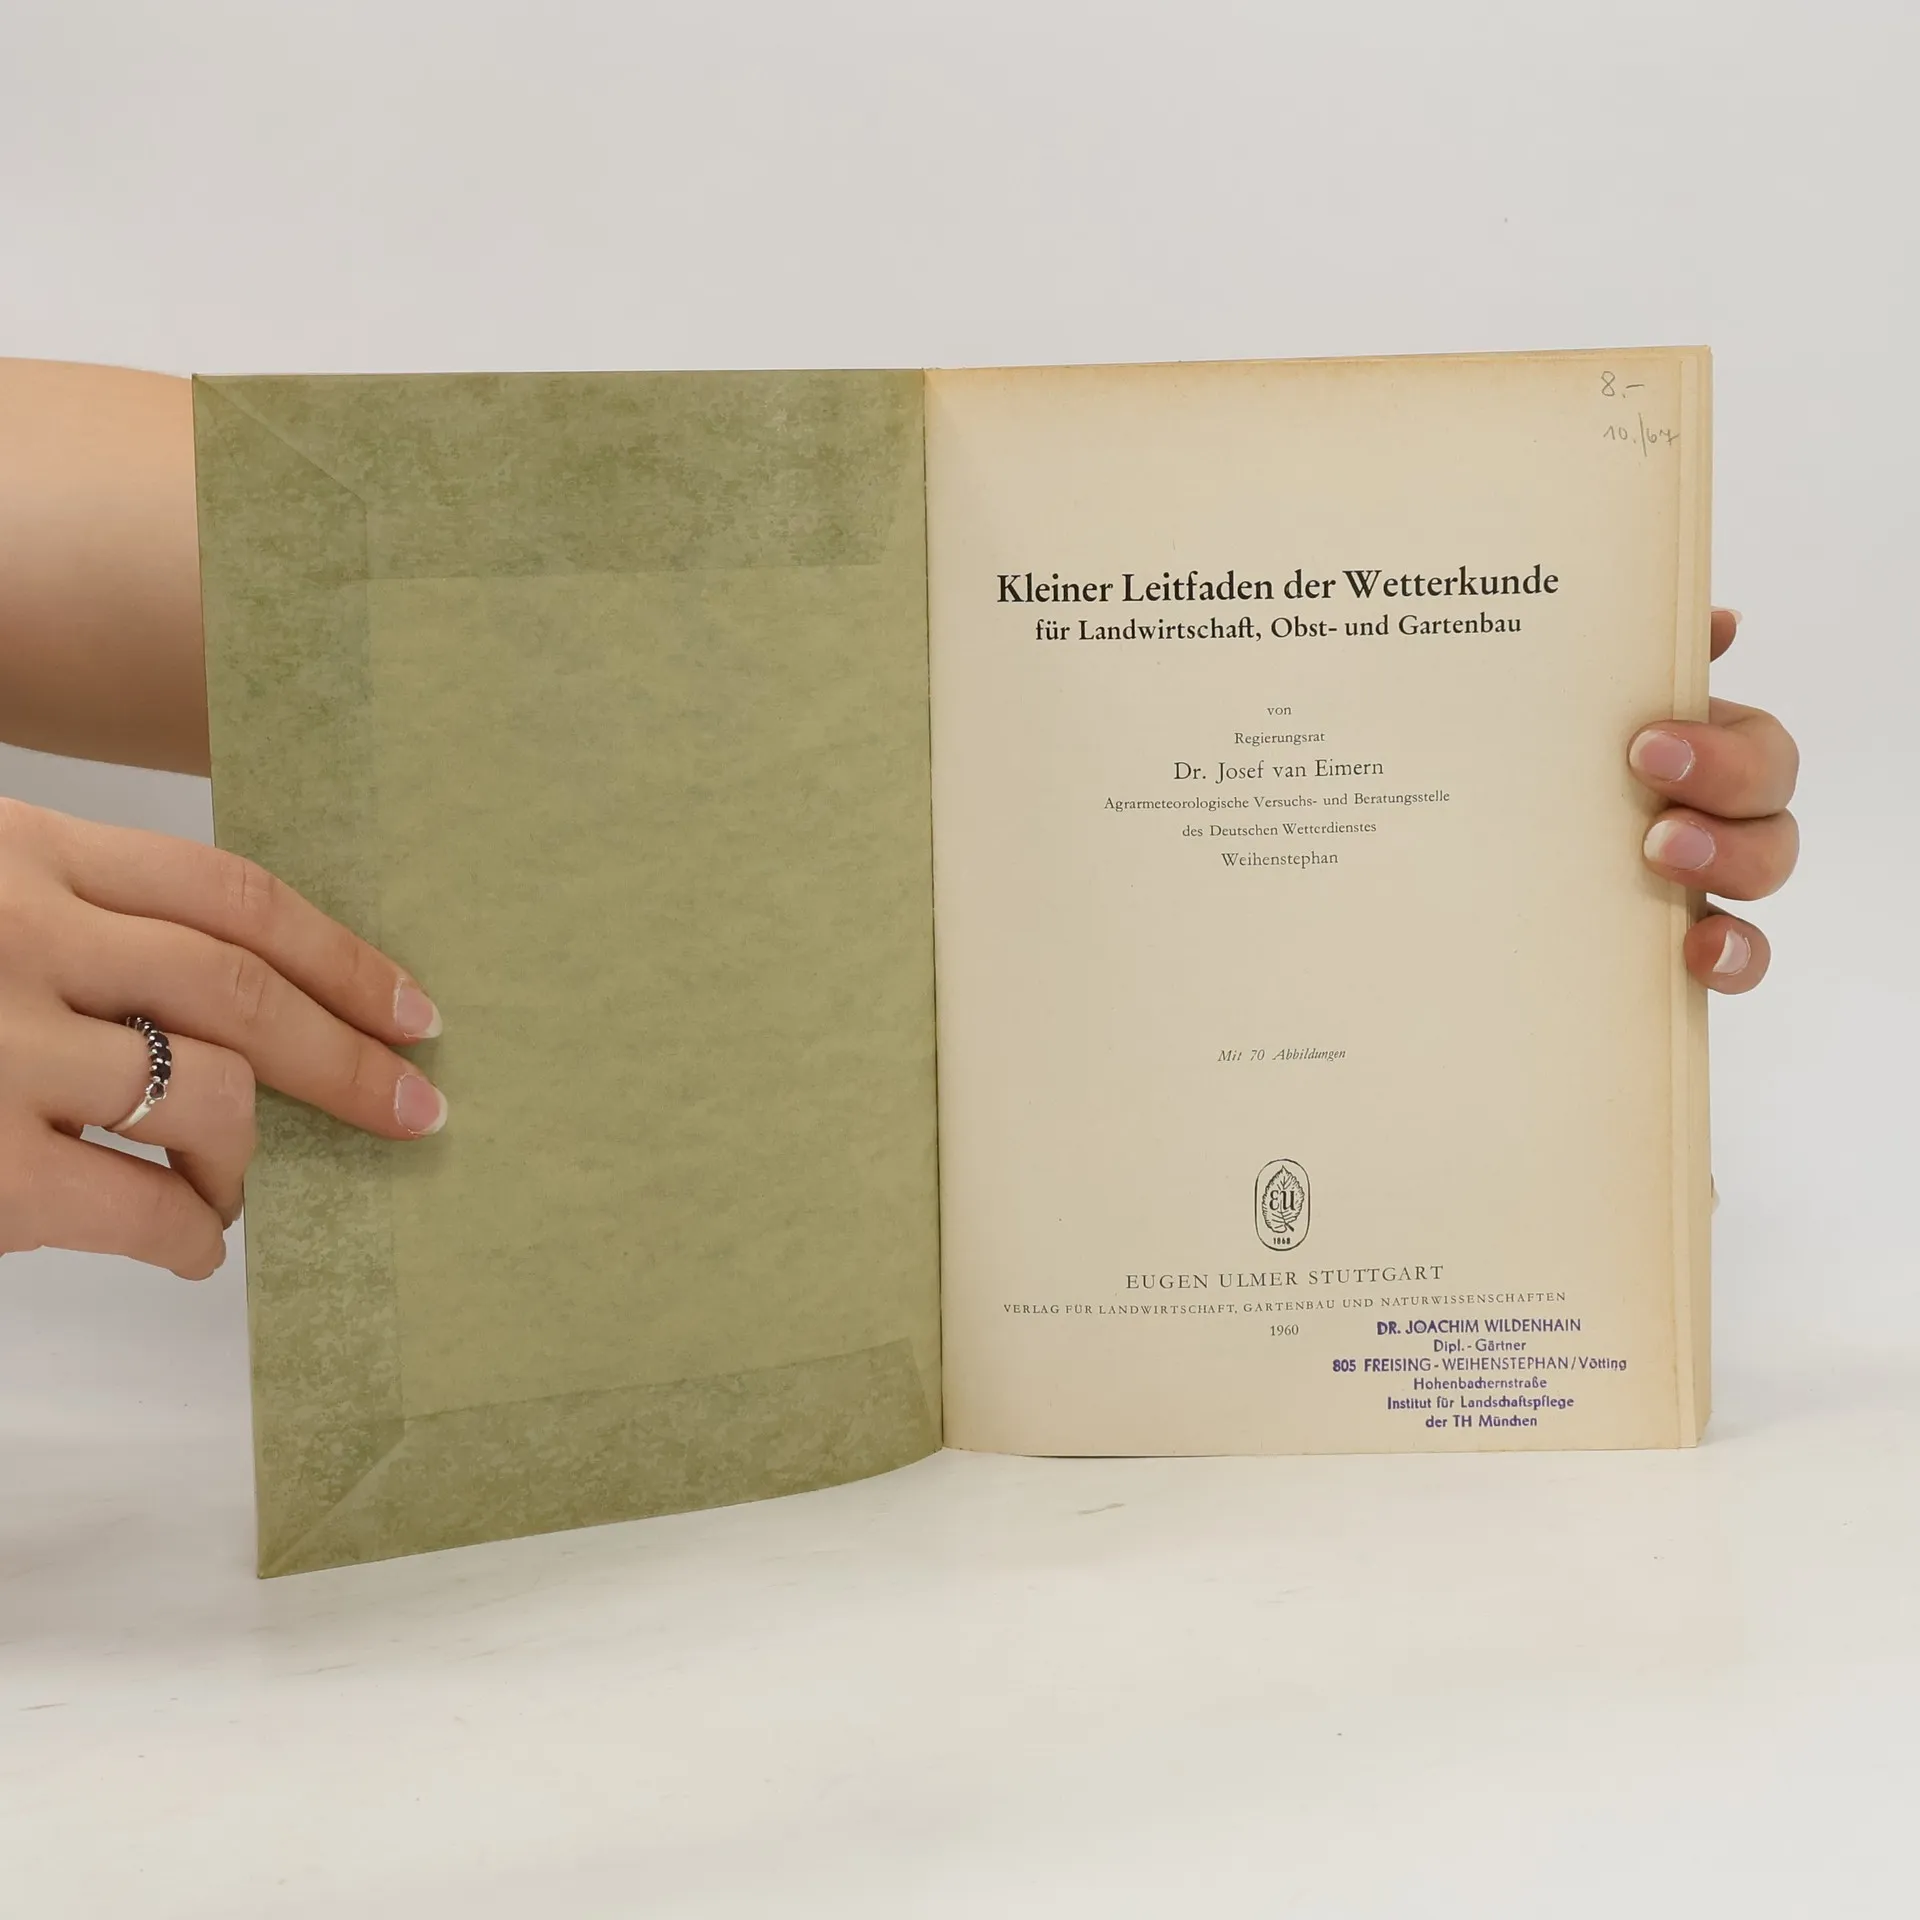 8.-
10./67
Kleiner Leitfaden der Wetterkunde
für Landwirtschaft, Obst- und Gartenbau
von
Regierungsrat
Dr. Josef van Eimern
Agrarmeteorologische Versuchs- und Beratungsstelle
des Deutschen Wetterdienstes
Weihenstephan
Mit 70 Abbildungen
EU
1868
EUGEN ULMER STUTTGART
VERLAG FÜR LANDWIRTSCHAFT, GARTENBAU UND NATURWISSENSCHAFTEN
1960
DR. JOACHIM WILDENHAIN
Dipl.-Gärtner
805 FREISING-WEIHENSTEPHAN/Vötting
Hohenbachernstraße
Institut für Landschaftspflege
der TH München